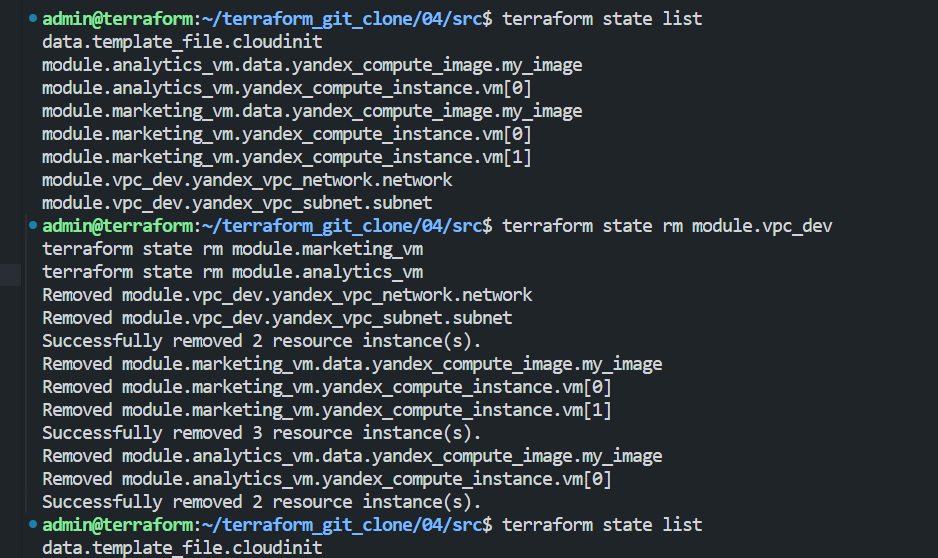 admin@terraform:~/terraform_git_clone/04/src$ terraform state list
data.template_file.cloudinit
module.analytics_vm.data.yandex_compute_image.my_image
module.analytics_vm.yandex_compute_instance.vm[0]
module.marketing_vm.data.yandex_compute_image.my_image
module.marketing_vm.yandex_compute_instance.vm[0]
module.marketing_vm.yandex_compute_instance.vm[1]
module.vpc_dev.yandex_vpc_network.network
module.vpc_dev.yandex_vpc_subnet.subnet
admin@terraform:~/terraform_git_clone/04/src$ terraform state rm module.vpc_dev
terraform state rm module.marketing_vm
terraform state rm module.analytics_vm
Removed module.vpc_dev.yandex_vpc_network.network
Removed module.vpc_dev.yandex_vpc_subnet.subnet
Successfully removed 2 resource instance(s).
Removed module.marketing_vm.data.yandex_compute_image.my_image
Removed module.marketing_vm.yandex_compute_instance.vm[0]
Removed module.marketing_vm.yandex_compute_instance.vm[1]
Successfully removed 3 resource instance(s).
Removed module.analytics_vm.data.yandex_compute_image.my_image
Removed module.analytics_vm.yandex_compute_instance.vm[0]
Successfully removed 2 resource instance(s).
admin@terraform:~/terraform_git_clone/04/src$ terraform state list
data.template_file.cloudinit